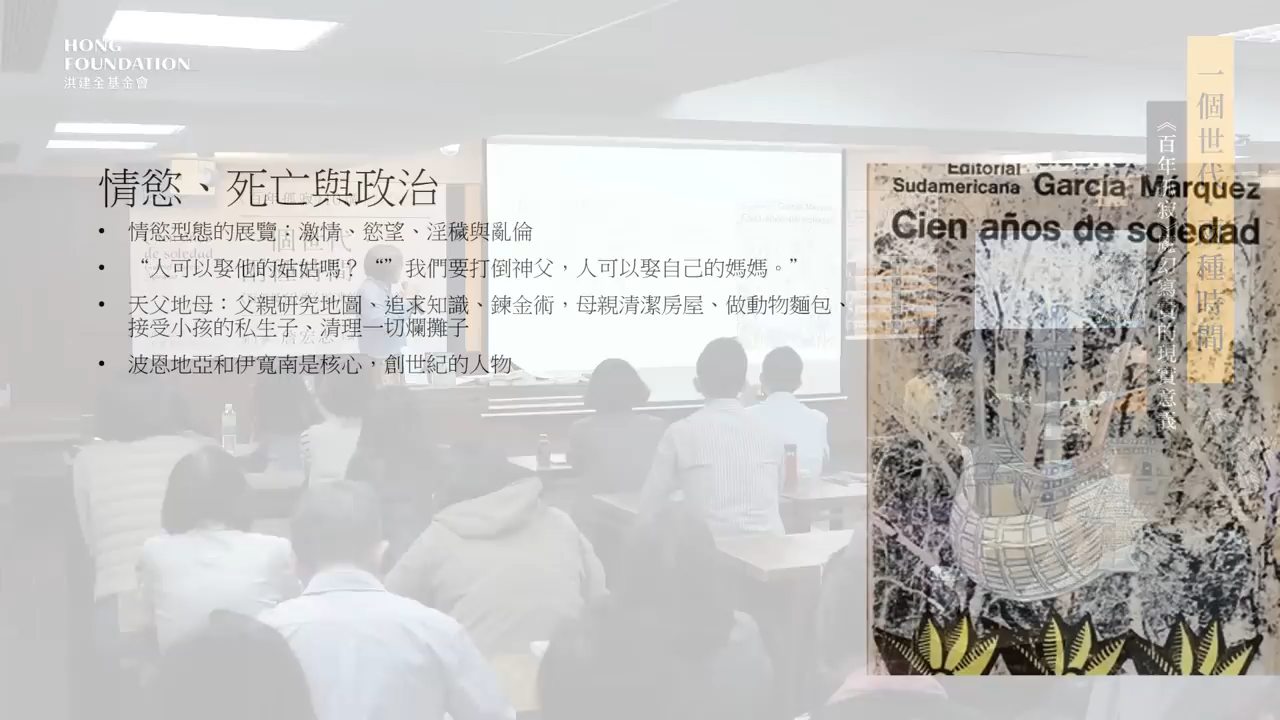 HONG
FOUNDATION
洪建全基金會
情慾、死亡與政治
• 情慾型態的展覽：激情、慾望、淫穢與亂倫
• “人可以娶他的姑姑嗎？“”我們要打倒神父，人可以娶自己的媽媽。”
• 天父地母：父親研究地圖、追求知識、鍊金術，母親清潔房屋、做動物麵包、
接受小孩的私生子、清理一切爛攤子
• 波恩地亞和伊寬南是核心，創世紀的人物
Editorial
Sudamericana
García Márquez
Cien años de soledad
一個世代
種時間
《百年
寂
的現實意義